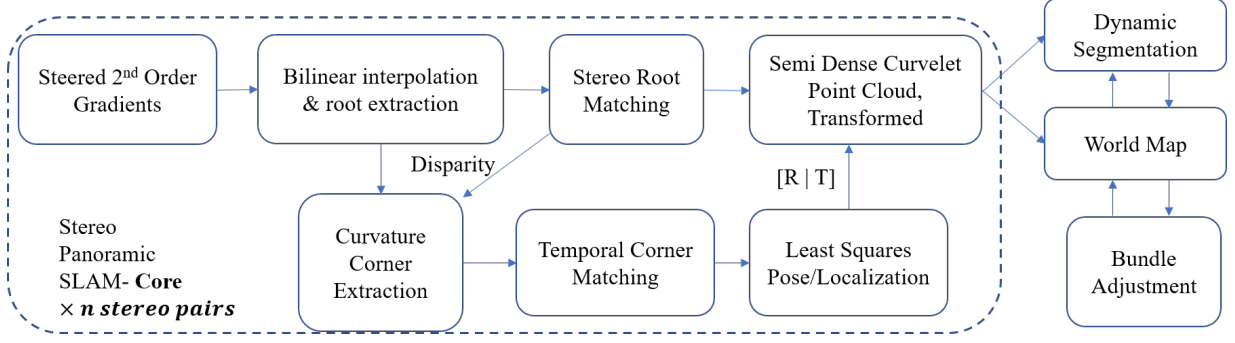 Steered 2nd Order
Gradients
Bilinear interpolation
& root extraction
Stereo Root
Matching
Semi Dense Curvelet
Point Cloud,
Transformed
Dynamic
Segmentation
World Map
Disparity
[R | T]
Stereo
Panoramic
SLAM- Core
× n stereo pairs
Curvature
Corner
Extraction
Temporal Corner
Matching
Least Squares
Pose/Localization
Bundle
Adjustment